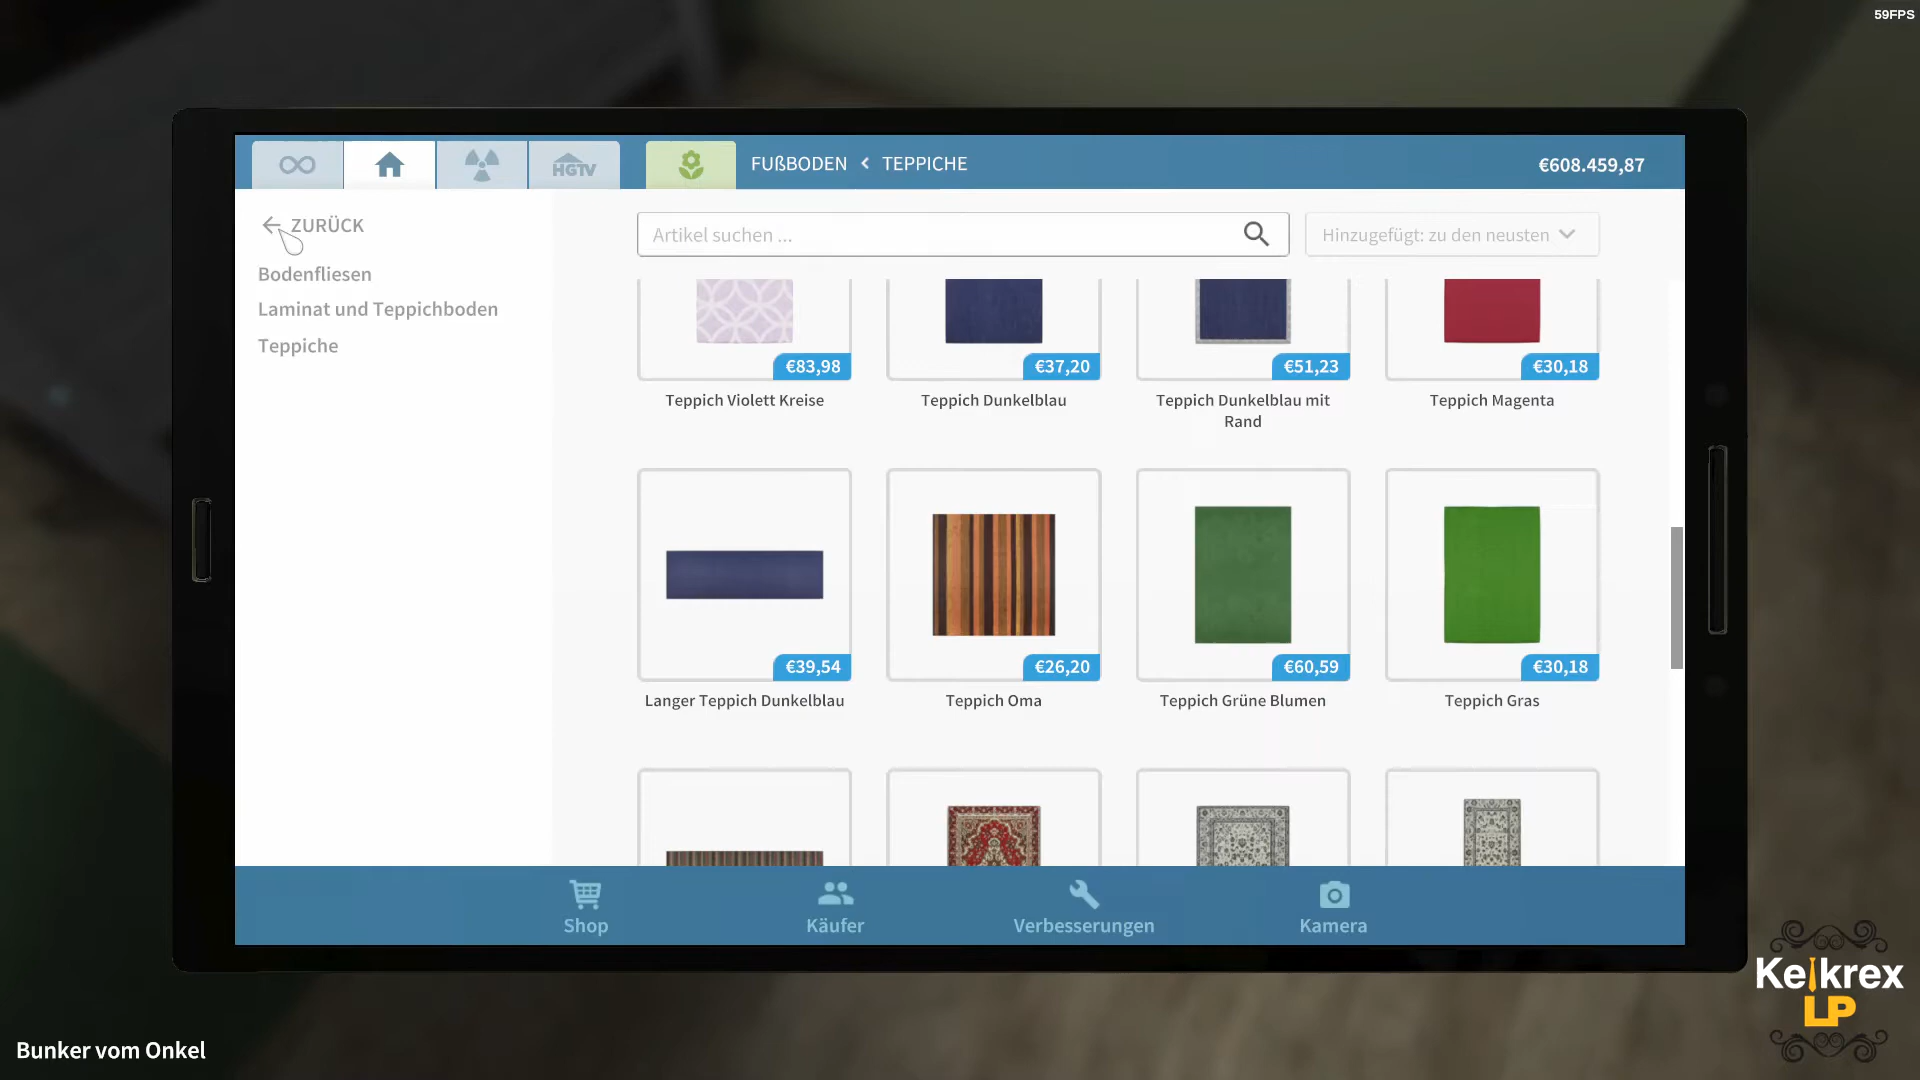 59FPS
HGTV
FUßBODEN < TEPPICHE
€608.459,87
ZURÜCK
Artikel suchen ...
Hinzugefügt: zu den neusten
Bodenfliesen
Laminat und Teppichboden
Teppiche
€83,98
€37,20
€51,23
€30,18
Teppich Violett Kreise
Teppich Dunkelblau
Teppich Dunkelblau mit
Rand
Teppich Magenta
€39,54
€26,20
€60,59
€30,18
Langer Teppich Dunkelblau
Teppich Oma
Teppich Grüne Blumen
Teppich Gras
Shop
Käufer
Verbesserungen
Kamera
Keikrex
LP
Bunker vom Onkel